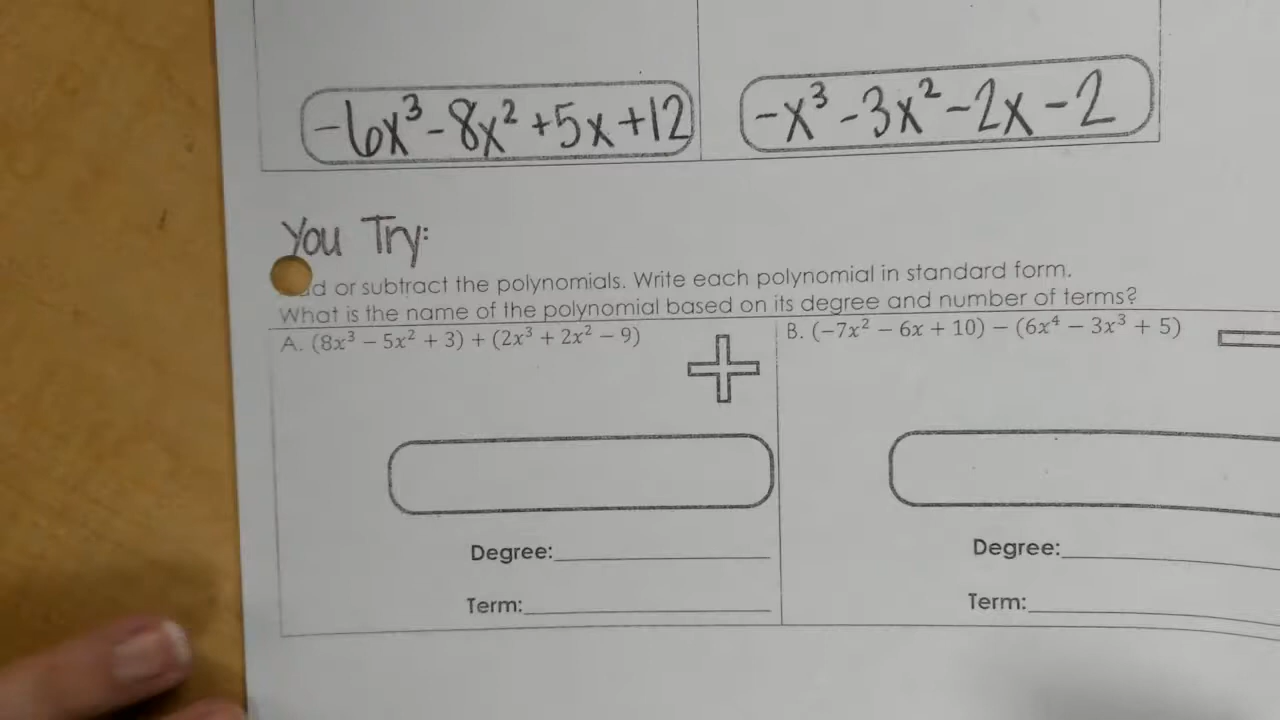 -6x³ - 8x² + 5x + 12
-x³ - 3x² - 2x - 2
You Try:
or subtract the polynomials. Write each polynomial in standard form.
What is the name of the polynomial based on its degree and number of terms?
A. (8x³ − 5x² + 3) + (2x³ + 2x² − 9)
B. (−7x² − 6x + 10) − (6x⁴ − 3x³ + 5)
Degree:
Term:
Degree:
Term: